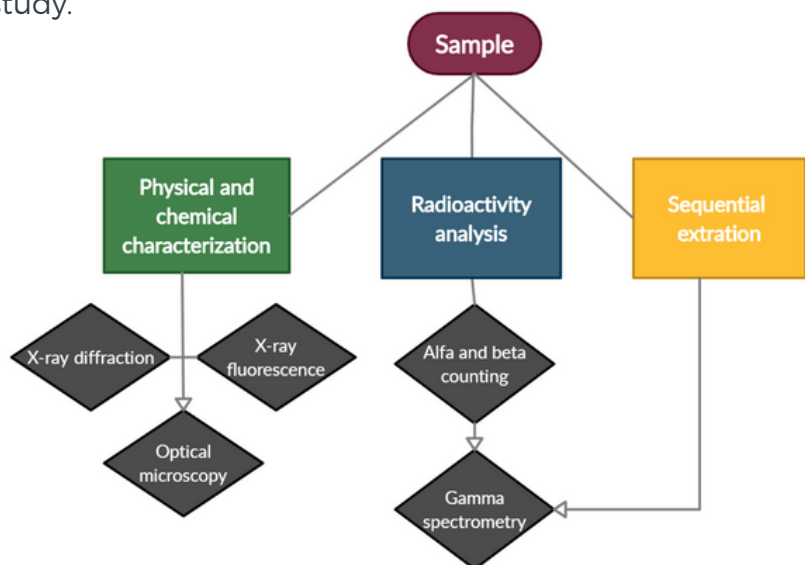 study.
Sample
Physical and
chemical
characterization
Radioactivity
analysis
Sequential
extration
X-ray diffraction
X-ray
fluorescence
Alfa and beta
counting
Optical
microscopy
Gamma
spectrometry